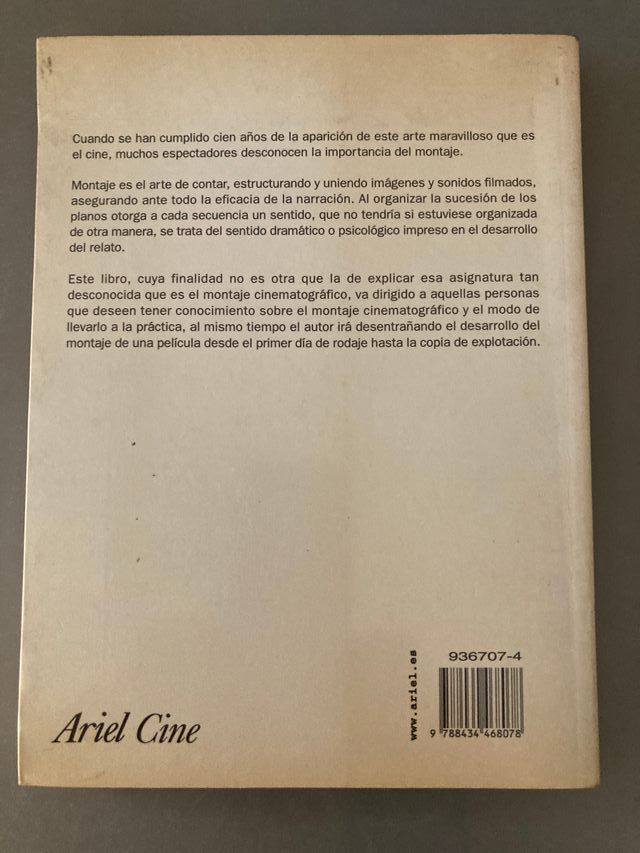 Cuando se han cumplido cien años de la aparición de este arte maravilloso que es
el cine, muchos espectadores desconocen la importancia del montaje.
Montaje es el arte de contar, estructurando y uniendo imágenes y sonidos filmados,
asegurando ante todo la eficacia de la narración. Al organizar la sucesión de los
planos otorga a cada secuencia un sentido, que no tendría si estuviese organizada
de otra manera, se trata del sentido dramático o psicológico impreso en el desarrollo
del relato.
Este libro, cuya finalidad no es otra que la de explicar esa asignatura tan
desconocida que es el montaje cinematográfico, va dirigido a aquellas personas
que deseen tener conocimiento sobre el montaje cinematográfico y el modo de
llevarlo a la práctica, al mismo tiempo el autor irá desentrañando el desarrollo del
montaje de una película desde el primer día de rodaje hasta la copia de explotación.
Ariel Cine
www.ariel.es
936707-4
9 788434 468078